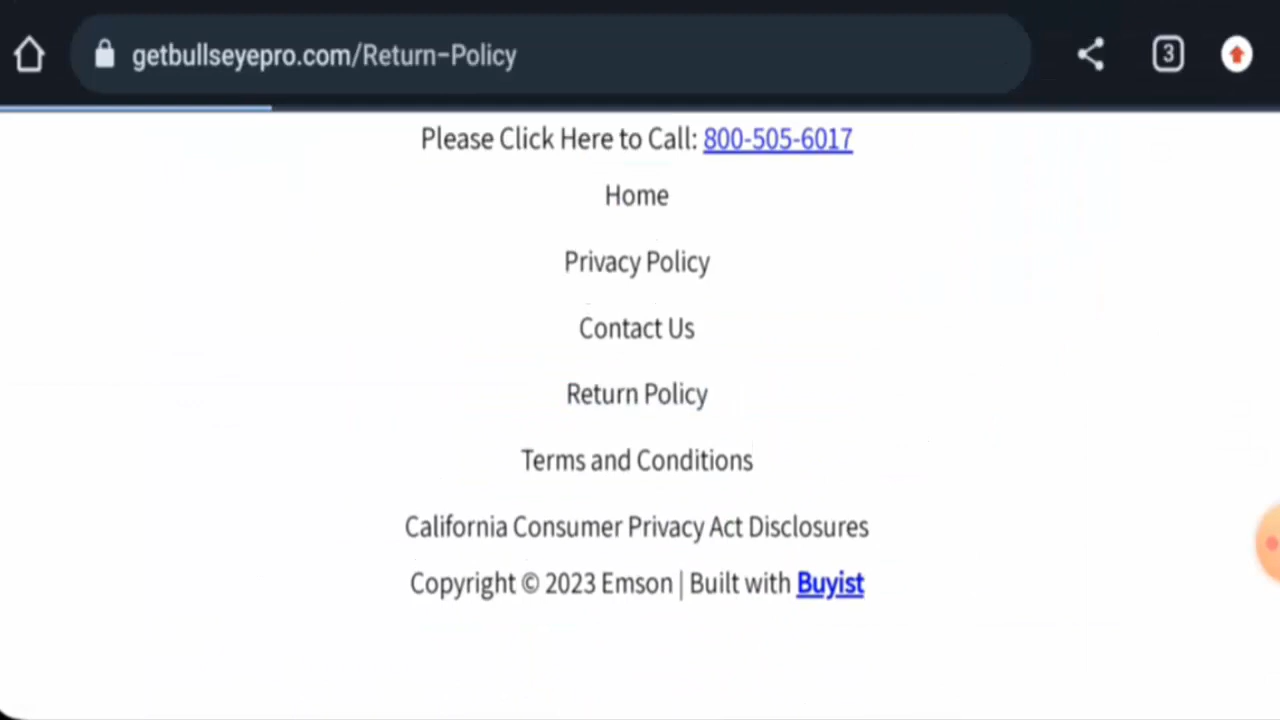 getbullseyepro.com/Return-Policy
3
Please Click Here to Call: 800-505-6017
Home
Privacy Policy
Contact Us
Return Policy
Terms and Conditions
California Consumer Privacy Act Disclosures
Copyright © 2023 Emson | Built with Buyist